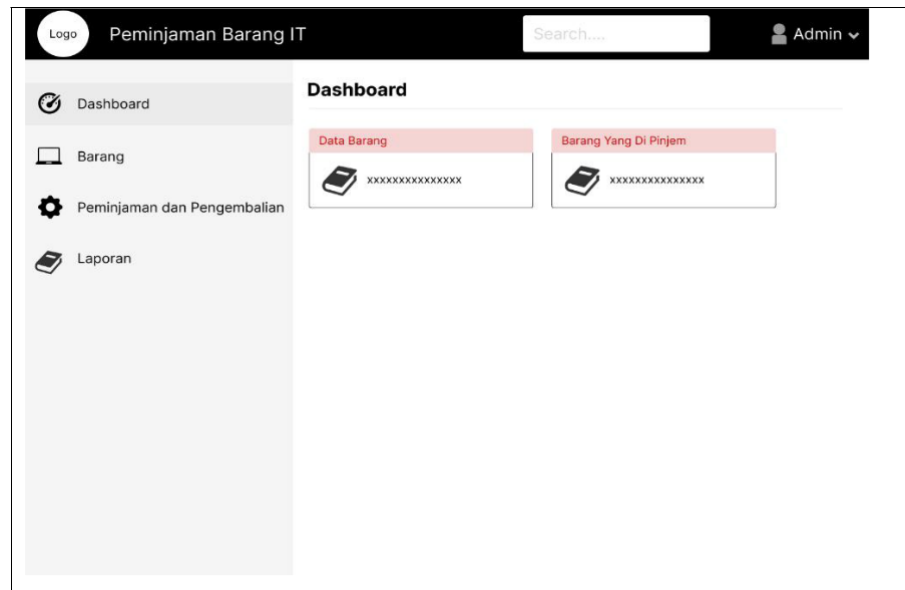 Logo
Peminjaman Barang IT
Search....
Admin
Dashboard
Barang
Peminjaman dan Pengembalian
Laporan
Dashboard
Data Barang
xxxxxxxxxxxxxxx
Barang Yang Di Pinjem
xxxxxxxxxxxxxxx